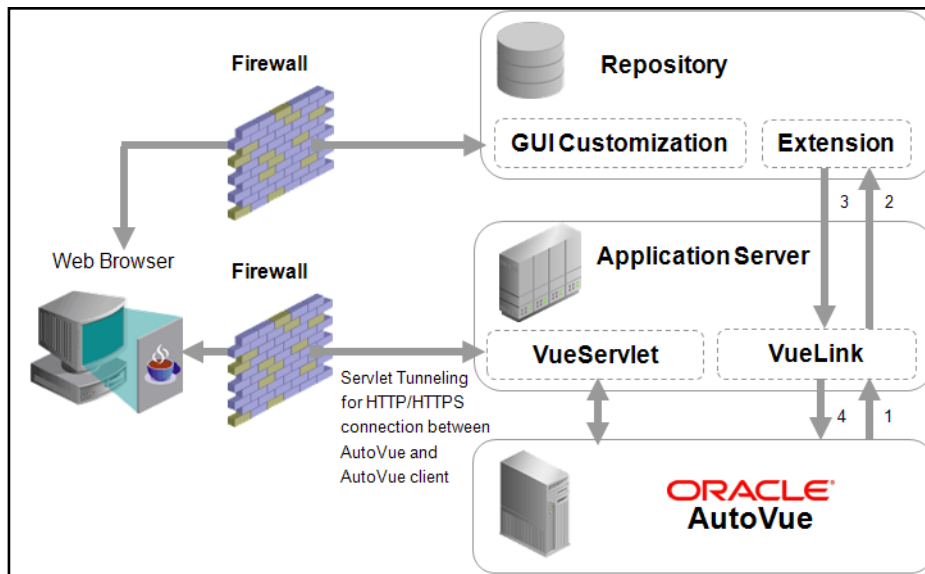 Firewall
Repository
GUI Customization
Extension
3
2
Web Browser
Firewall
Application Server
VueServlet
VueLink
Servlet Tunneling
for HTTP/HTTPS
connection between
AutoVue and
AutoVue client
4
1
ORACLE®
AutoVue